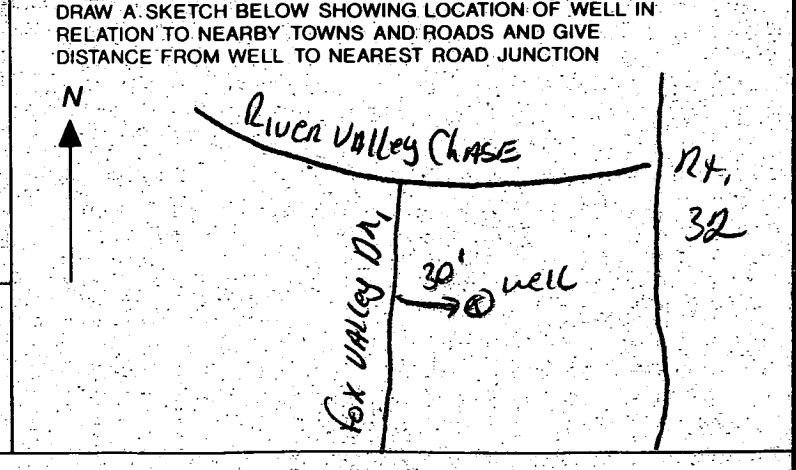 DRAW A SKETCH BELOW SHOWING LOCATION OF WELL IN
RELATION TO NEARBY TOWNS AND ROADS AND GIVE
DISTANCE FROM WELL TO NEAREST ROAD JUNCTION
N
River Valley Chase
Rt.
32
Fox Valley Dr.
30'
well